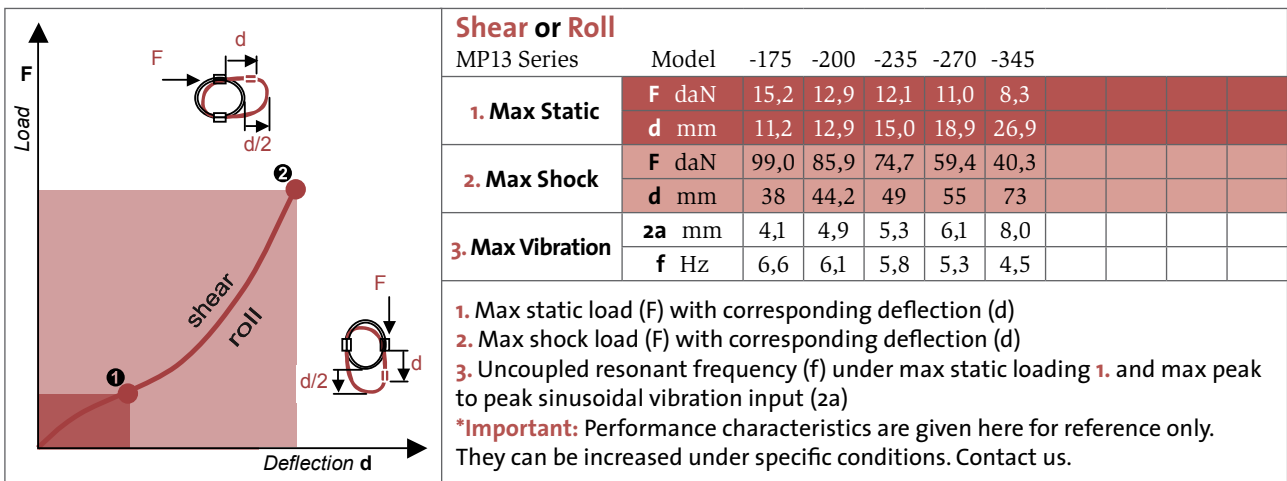 F
Load
F
d
d/2
❷
shear
roll
❶
F
d
d/2
Deflection d
Shear or Roll
MP13 Series Model -175 -200 -235 -270 -345
1. Max Static F daN 15,2 12,9 12,1 11,0 8,3
d mm 11,2 12,9 15,0 18,9 26,9
2. Max Shock F daN 99,0 85,9 74,7 59,4 40,3
d mm 38 44,2 49 55 73
3. Max Vibration 2a mm 4,1 4,9 5,3 6,1 8,0
f Hz 6,6 6,1 5,8 5,3 4,5
1. Max static load (F) with corresponding deflection (d)
2. Max shock load (F) with corresponding deflection (d)
3. Uncoupled resonant frequency (f) under max static loading 1. and max peak
to peak sinusoidal vibration input (2a)
*Important: Performance characteristics are given here for reference only.
They can be increased under specific conditions. Contact us.